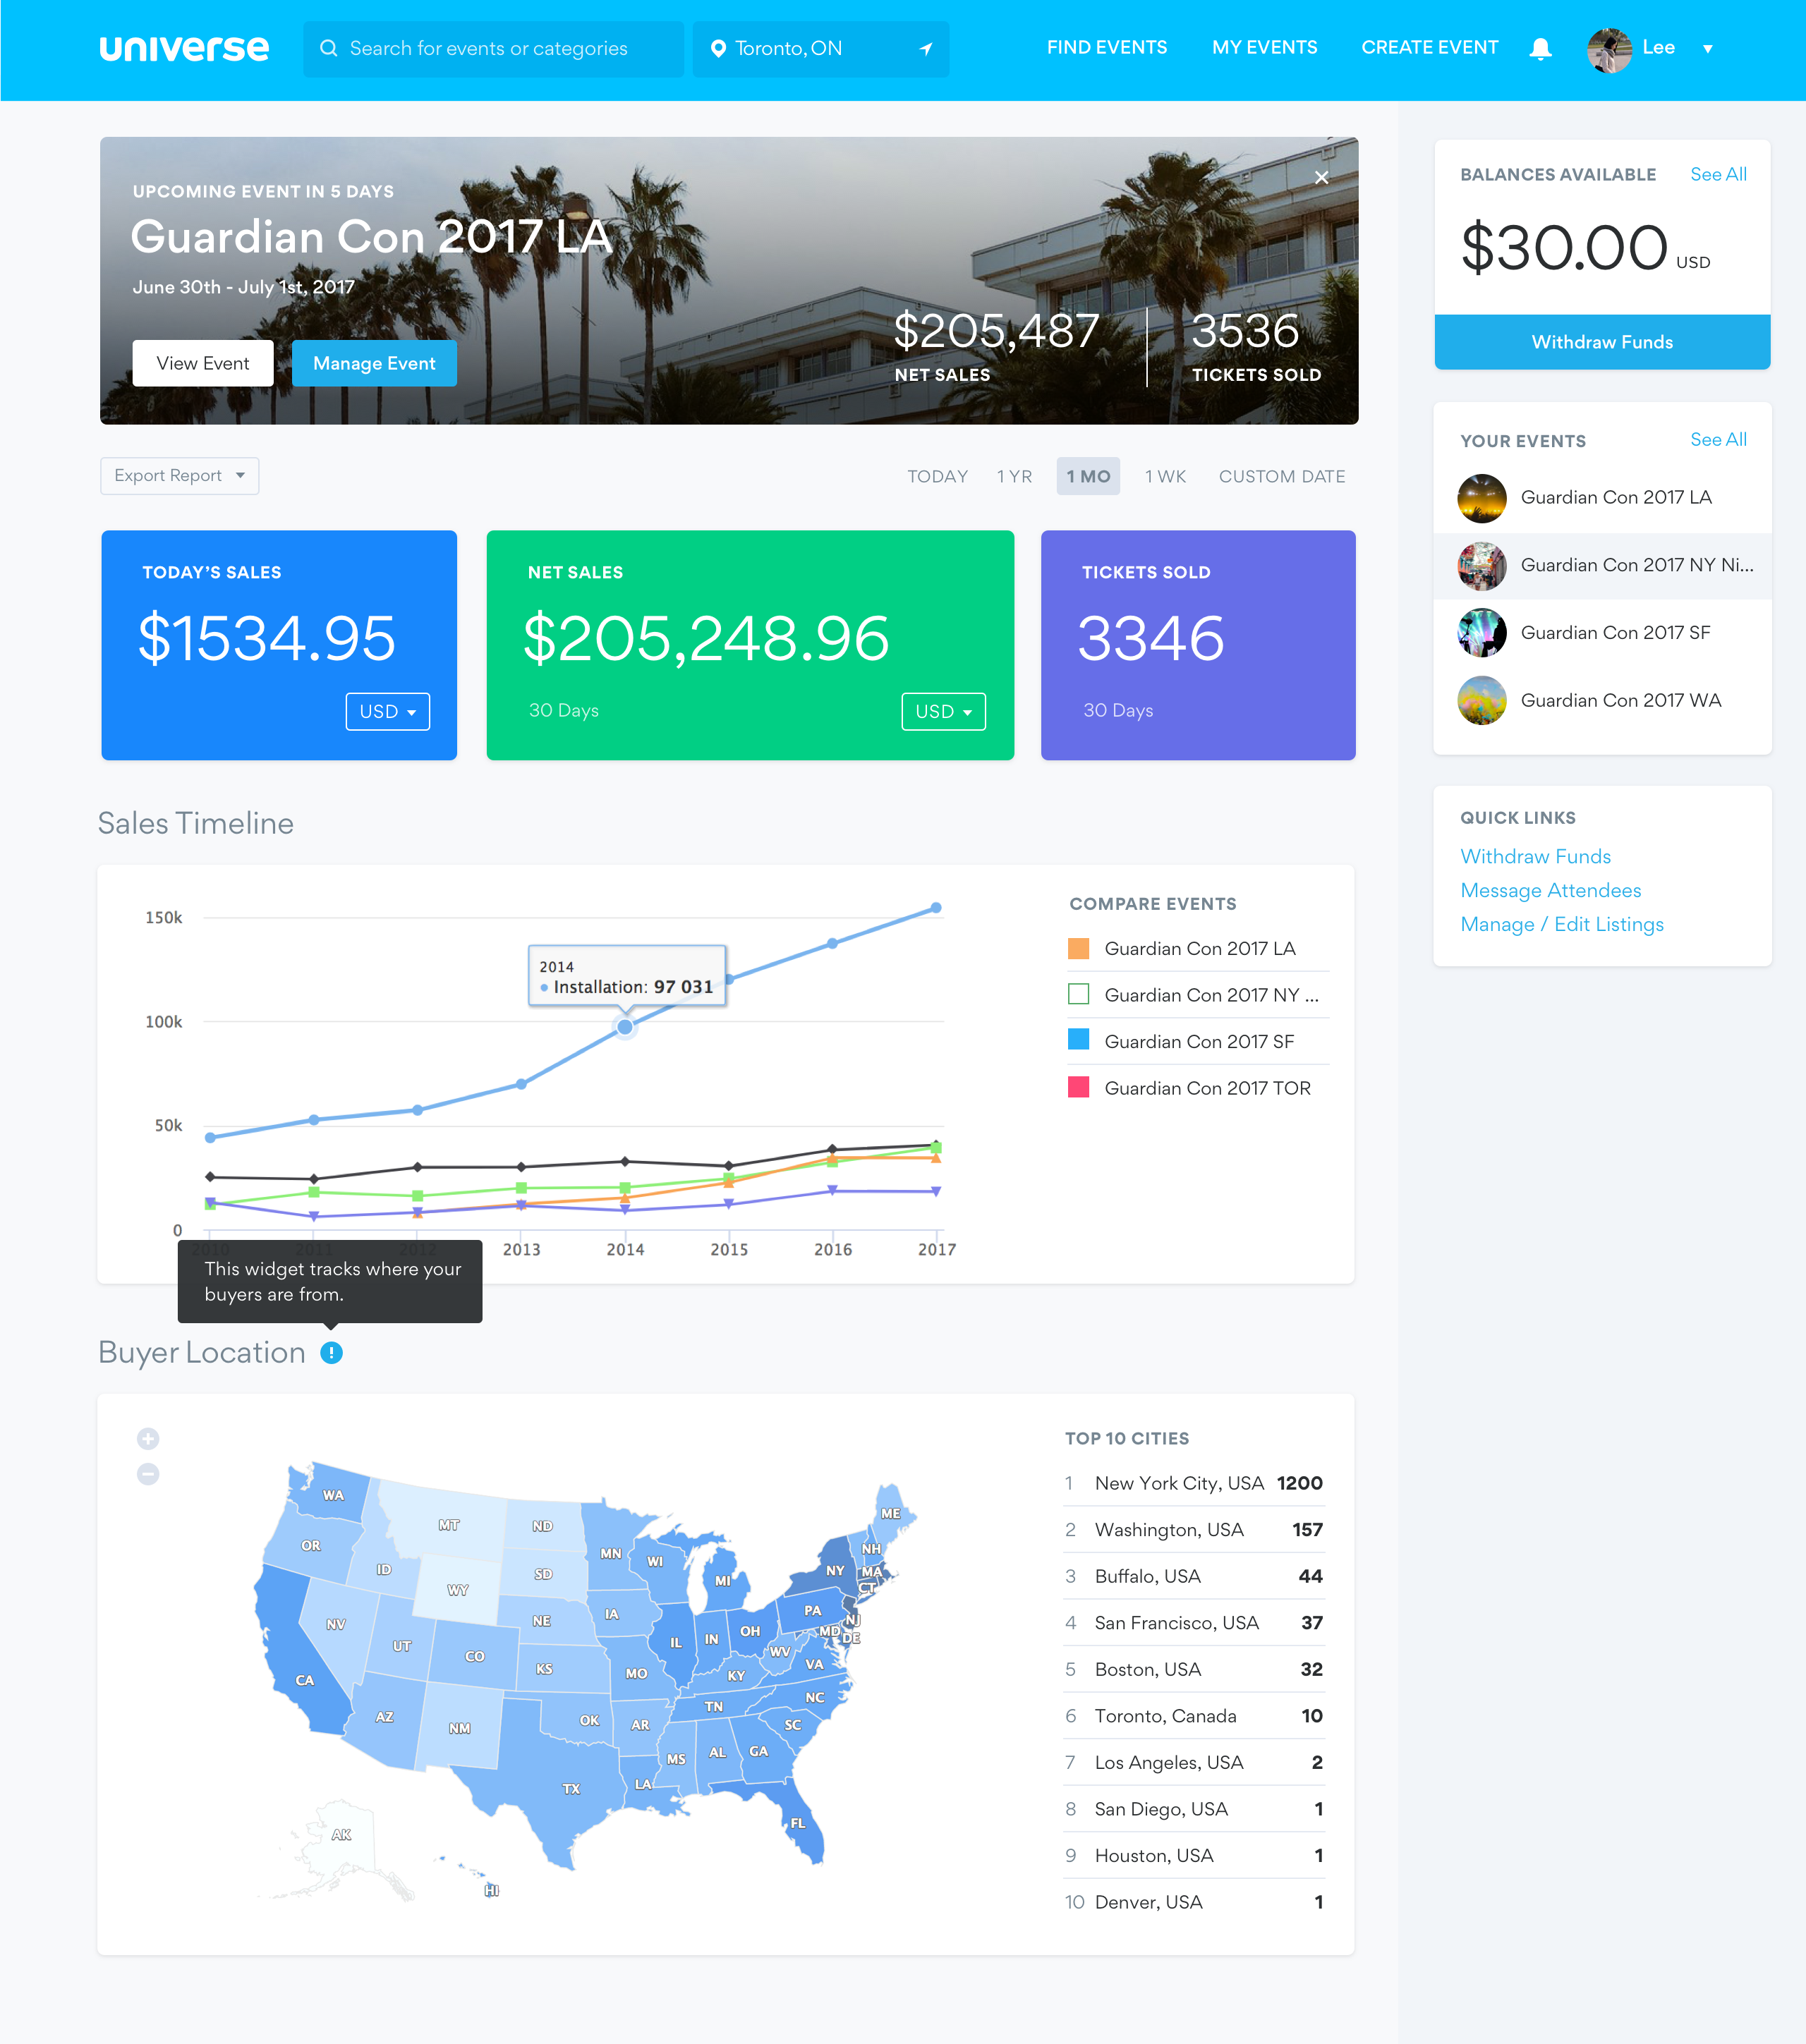 universe
Search for events or categories
Toronto, ON
FIND EVENTS
MY EVENTS
CREATE EVENT
Lee
UPCOMING EVENT IN 5 DAYS
Guardian Con 2017 LA
June 30th - July 1st, 2017
View Event
Manage Event
$205,487
NET SALES
3536
TICKETS SOLD
BALANCES AVAILABLE
See All
$30.00 USD
Withdraw Funds
YOUR EVENTS
See All
Guardian Con 2017 LA
Guardian Con 2017 NY Ni...
Guardian Con 2017 SF
Guardian Con 2017 WA
QUICK LINKS
Withdraw Funds
Message Attendees
Manage / Edit Listings
Export Report
TODAY
1 YR
1 MO
1 WK
CUSTOM DATE
TODAY'S SALES
$1534.95
USD
NET SALES
$205,248.96
30 Days
USD
TICKETS SOLD
3346
30 Days
Sales Timeline
150k
100k
50k
0
2014
Installation: 97 031
2010
2011
2012
2013
2014
2015
2016
2017
COMPARE EVENTS
Guardian Con 2017 LA
Guardian Con 2017 NY ...
Guardian Con 2017 SF
Guardian Con 2017 TOR
This widget tracks where your
buyers are from.
Buyer Location
!
WA
MT
ND
ME
OR
ID
MN
WI
NH
SD
WY
MI
NY
MA
CT
NV
NE
IA
PA
NJ
UT
CO
IL
IN
OH
MD
DE
WV
VA
CA
KS
MO
KY
NC
AZ
NM
OK
AR
TN
SC
MS
AL
GA
TX
LA
FL
AK
HI
TOP 10 CITIES
1 New York City, USA 1200
2 Washington, USA 157
3 Buffalo, USA 44
4 San Francisco, USA 37
5 Boston, USA 32
6 Toronto, Canada 10
7 Los Angeles, USA 2
8 San Diego, USA 1
9 Houston, USA 1
10 Denver, USA 1